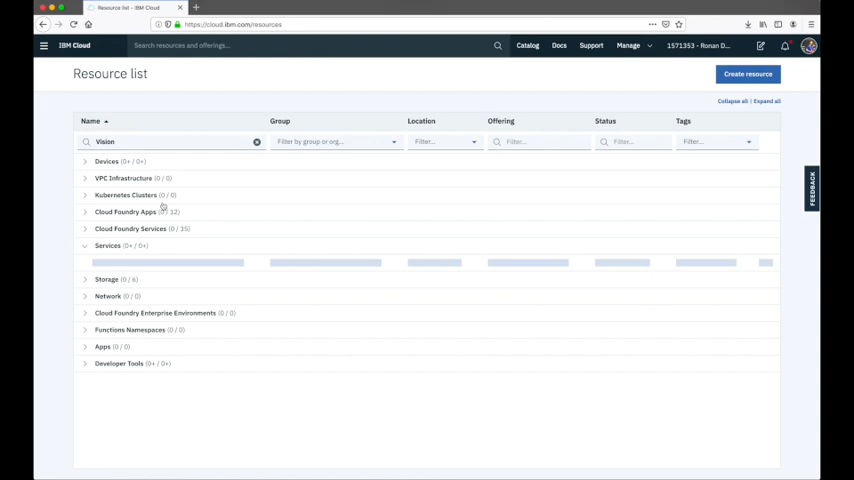 Resource list – IBM Cloud
https://cloud.ibm.com/resources
IBM Cloud Search resources and offerings... Catalog Docs Support Manage 1571353 - Ronan D...
Resource list Create resource
Collapse all | Expand all
Name Group Location Offering Status Tags
Vision Filter by group or org... Filter... Filter... Filter... Filter...
Devices (0+ / 0+)
VPC Infrastructure (0 / 0)
Kubernetes Clusters (0 / 0)
Cloud Foundry Apps (0 / 12)
Cloud Foundry Services (0 / 35)
Services (0+ / 0+)
Storage (0 / 6)
Network (0 / 0)
Cloud Foundry Enterprise Environments (0 / 0)
Functions Namespaces (0 / 0)
Apps (0 / 0)
Developer Tools (0+ / 0+)
FEEDBACK